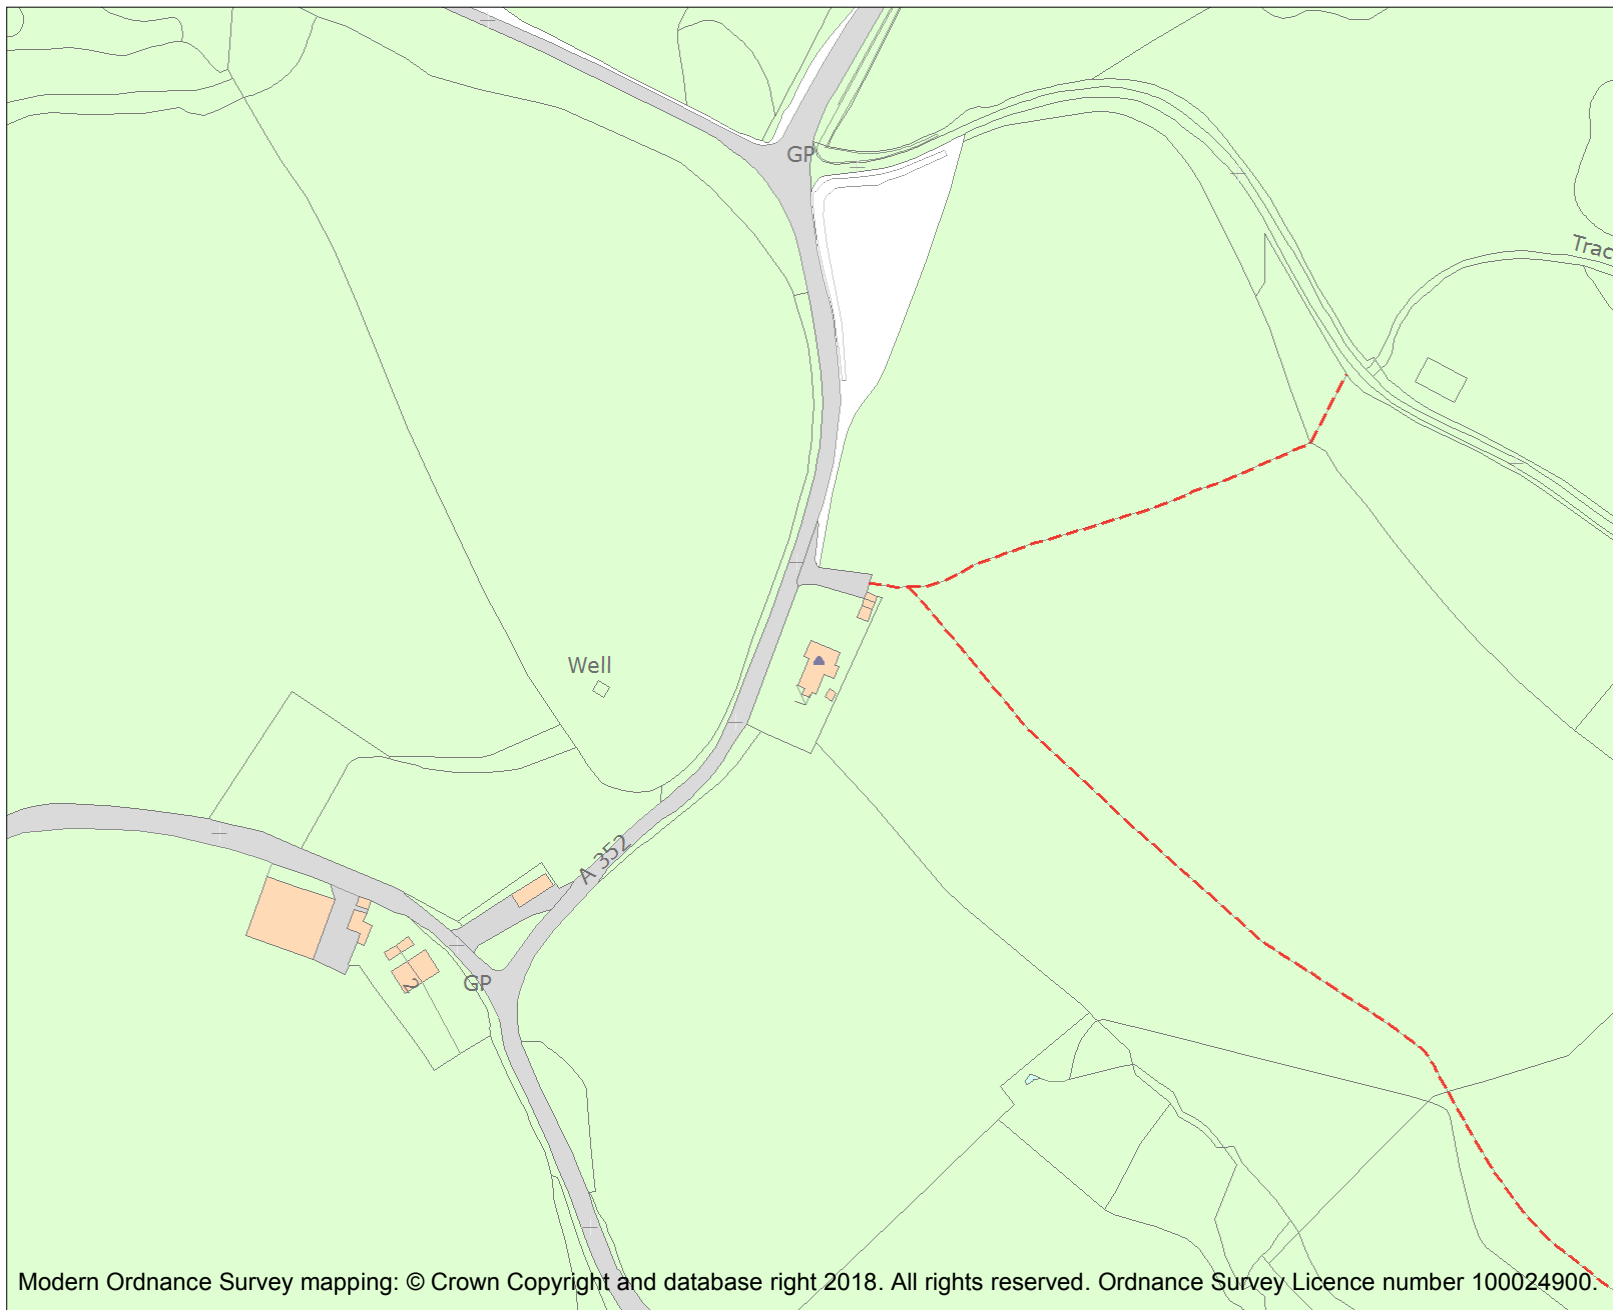 GP
Trac
Well
A 352
GP
2
Modern Ordnance Survey mapping: © Crown Copyright and database right 2018. All rights reserved. Ordnance Survey Licence number 100024900.